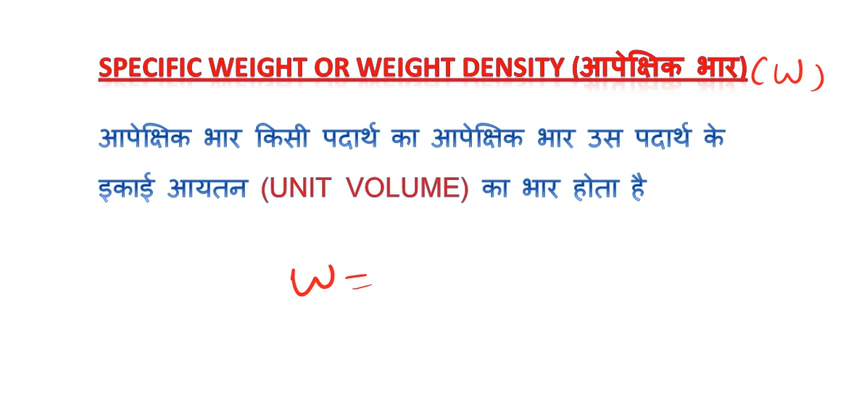 SPECIFIC WEIGHT OR WEIGHT DENSITY (आपेक्षिक भार) (W)
आपेक्षिक भार किसी पदार्थ का आपेक्षिक भार उस पदार्थ के
इकाई आयतन (UNIT VOLUME) का भार होता है
W =